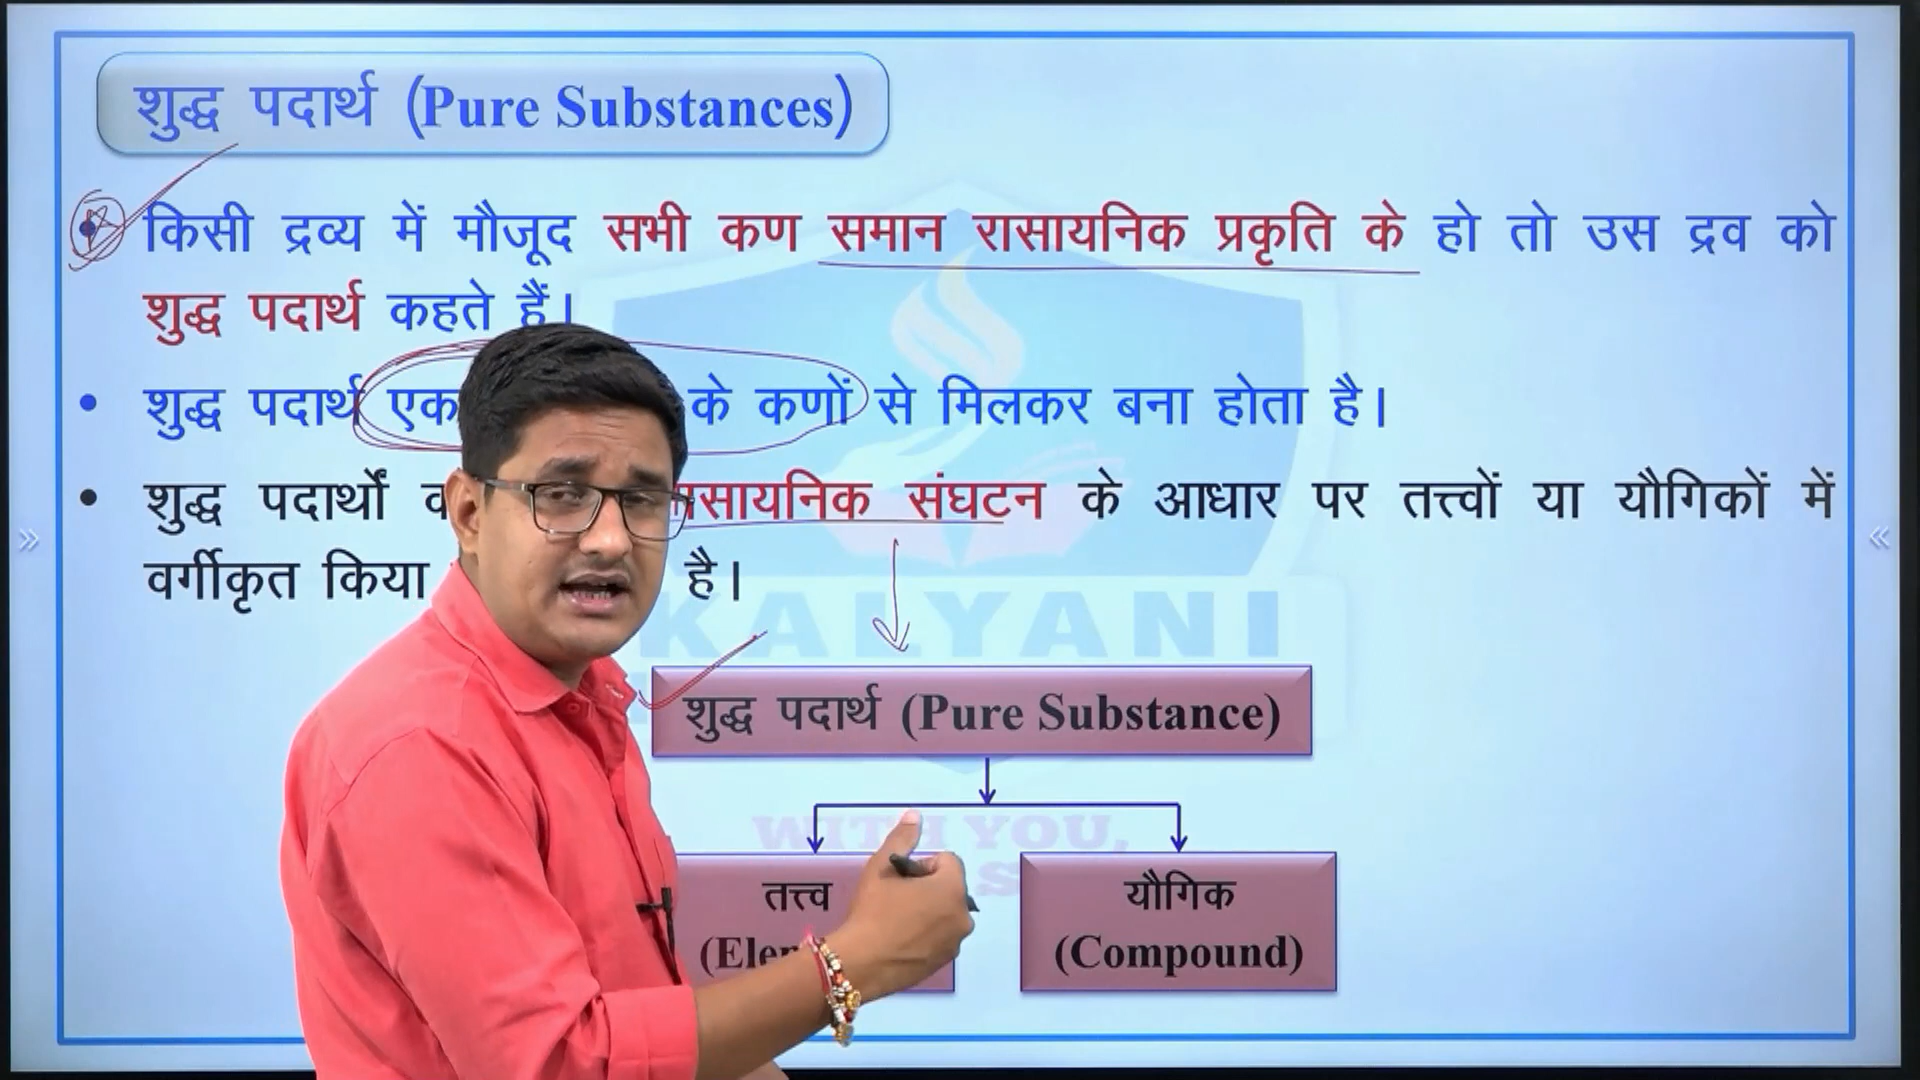 शुद्ध पदार्थ (Pure Substances)
किसी द्रव्य में मौजूद सभी कण समान रासायनिक प्रकृति के हो तो उस द्रव को
शुद्ध पदार्थ कहते हैं।
शुद्ध पदार्थ एक के कणों से मिलकर बना होता है।
शुद्ध पदार्थों रासायनिक संघटन के आधार पर तत्त्वों या यौगिकों में
वर्गीकृत किया है।
KALYANI
शुद्ध पदार्थ (Pure Substance)
WITH YOU,
तत्त्व
यौगिक
(Compound)